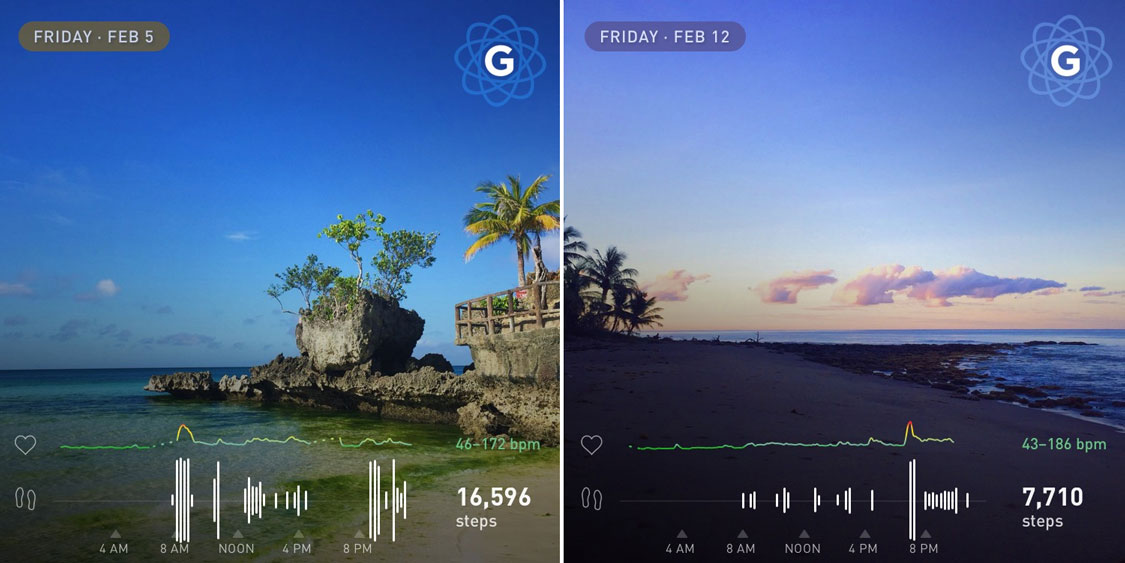 FRIDAY · FEB 5
G
46–172 bpm
16,596
steps
4 AM 8 AM NOON 4 PM 8 PM
FRIDAY · FEB 12
G
43–186 bpm
7,710
steps
4 AM 8 AM NOON 4 PM 8 PM